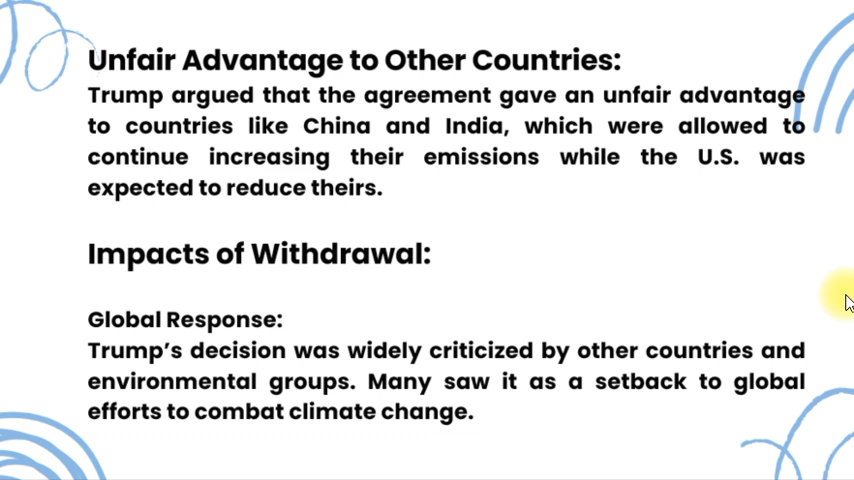 Unfair Advantage to Other Countries:
Trump argued that the agreement gave an unfair advantage
to countries like China and India, which were allowed to
continue increasing their emissions while the U.S. was
expected to reduce theirs.
Impacts of Withdrawal:
Global Response:
Trump’s decision was widely criticized by other countries and
environmental groups. Many saw it as a setback to global
efforts to combat climate change.